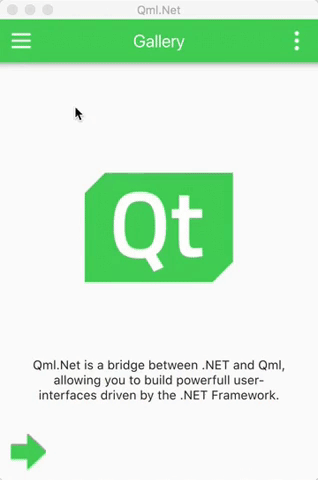 Qml.Net
Gallery
Qt
Qml.Net is a bridge between .NET and Qml,
allowing you to build powerfull user-
interfaces driven by the .NET Framework.